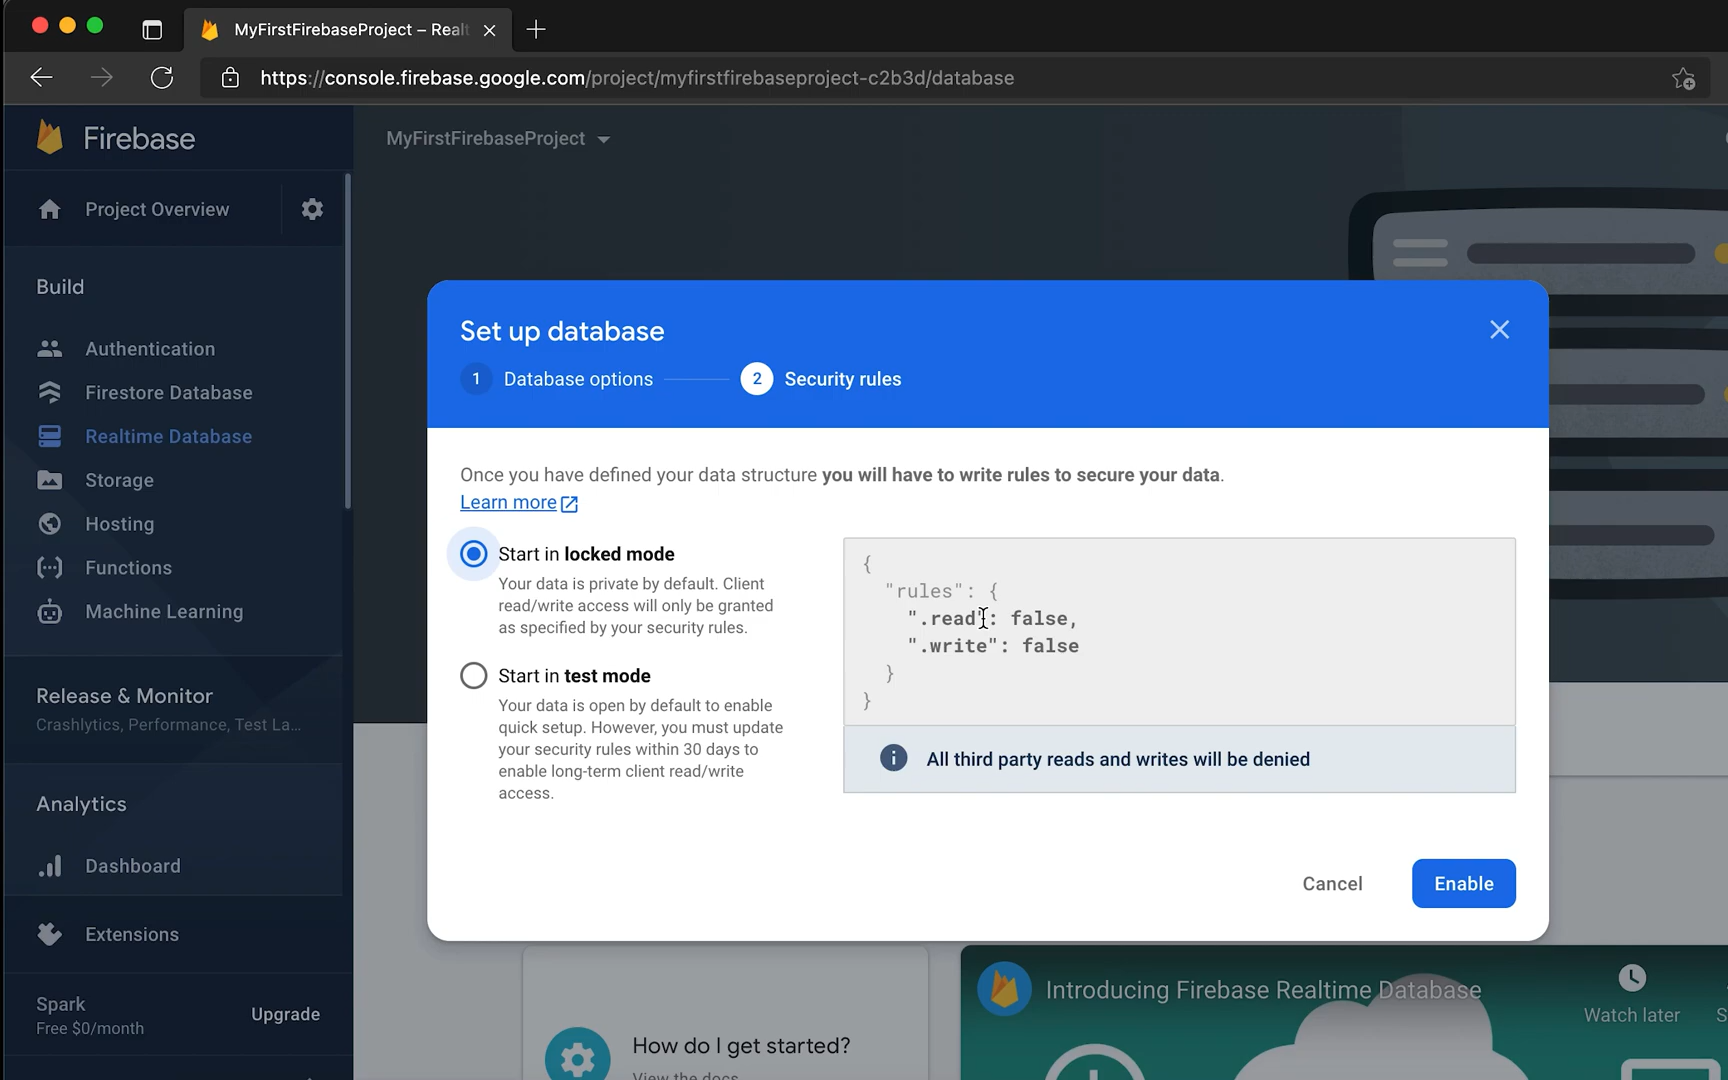 MyFirstFirebaseProject – Realt
https://console.firebase.google.com/project/myfirstfirebaseproject-c2b3d/database
Firebase
MyFirstFirebaseProject
Project Overview
Build
Authentication
Firestore Database
Realtime Database
Storage
Hosting
Functions
Machine Learning
Release & Monitor
Crashlytics, Performance, Test La...
Analytics
Dashboard
Extensions
Spark
Free $0/month
Upgrade
Set up database
1 Database options
2 Security rules
Once you have defined your data structure you will have to write rules to secure your data.
Learn more
Start in locked mode
Your data is private by default. Client
read/write access will only be granted
as specified by your security rules.
Start in test mode
Your data is open by default to enable
quick setup. However, you must update
your security rules within 30 days to
enable long-term client read/write
access.
{
"rules": {
".read": false,
".write": false
}
}
All third party reads and writes will be denied
Cancel
Enable
How do I get started?
View the docs
Introducing Firebase Realtime Database
Watch later